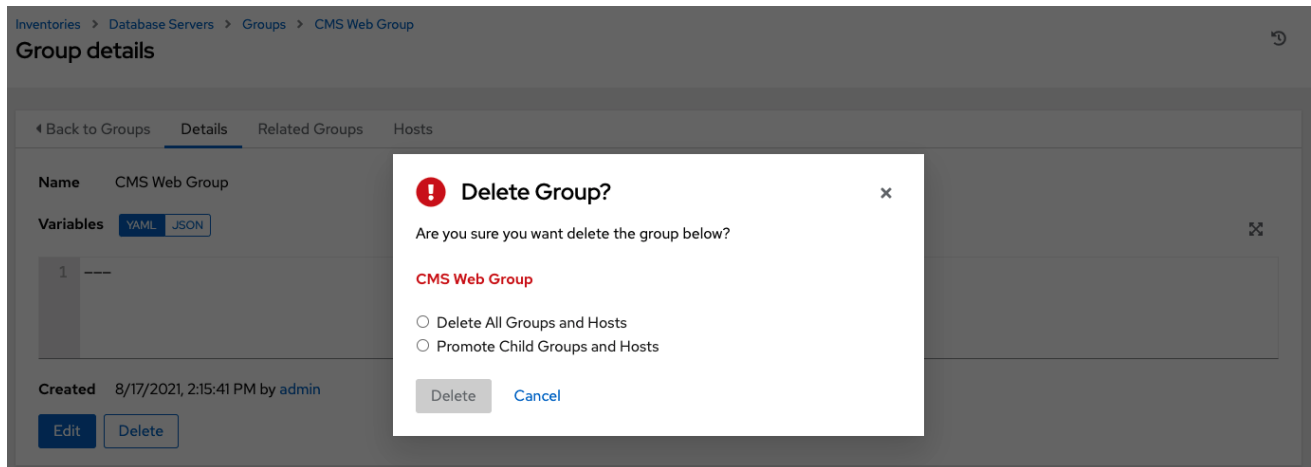 Inventories > Database Servers > Groups > CMS Web Group
Group details
Back to Groups Details Related Groups Hosts
Name CMS Web Group
Variables YAML JSON
1 ---
Created 8/17/2021, 2:15:41 PM by admin
Edit Delete
Delete Group?
Are you sure you want delete the group below?
CMS Web Group
Delete All Groups and Hosts
Promote Child Groups and Hosts
Delete Cancel